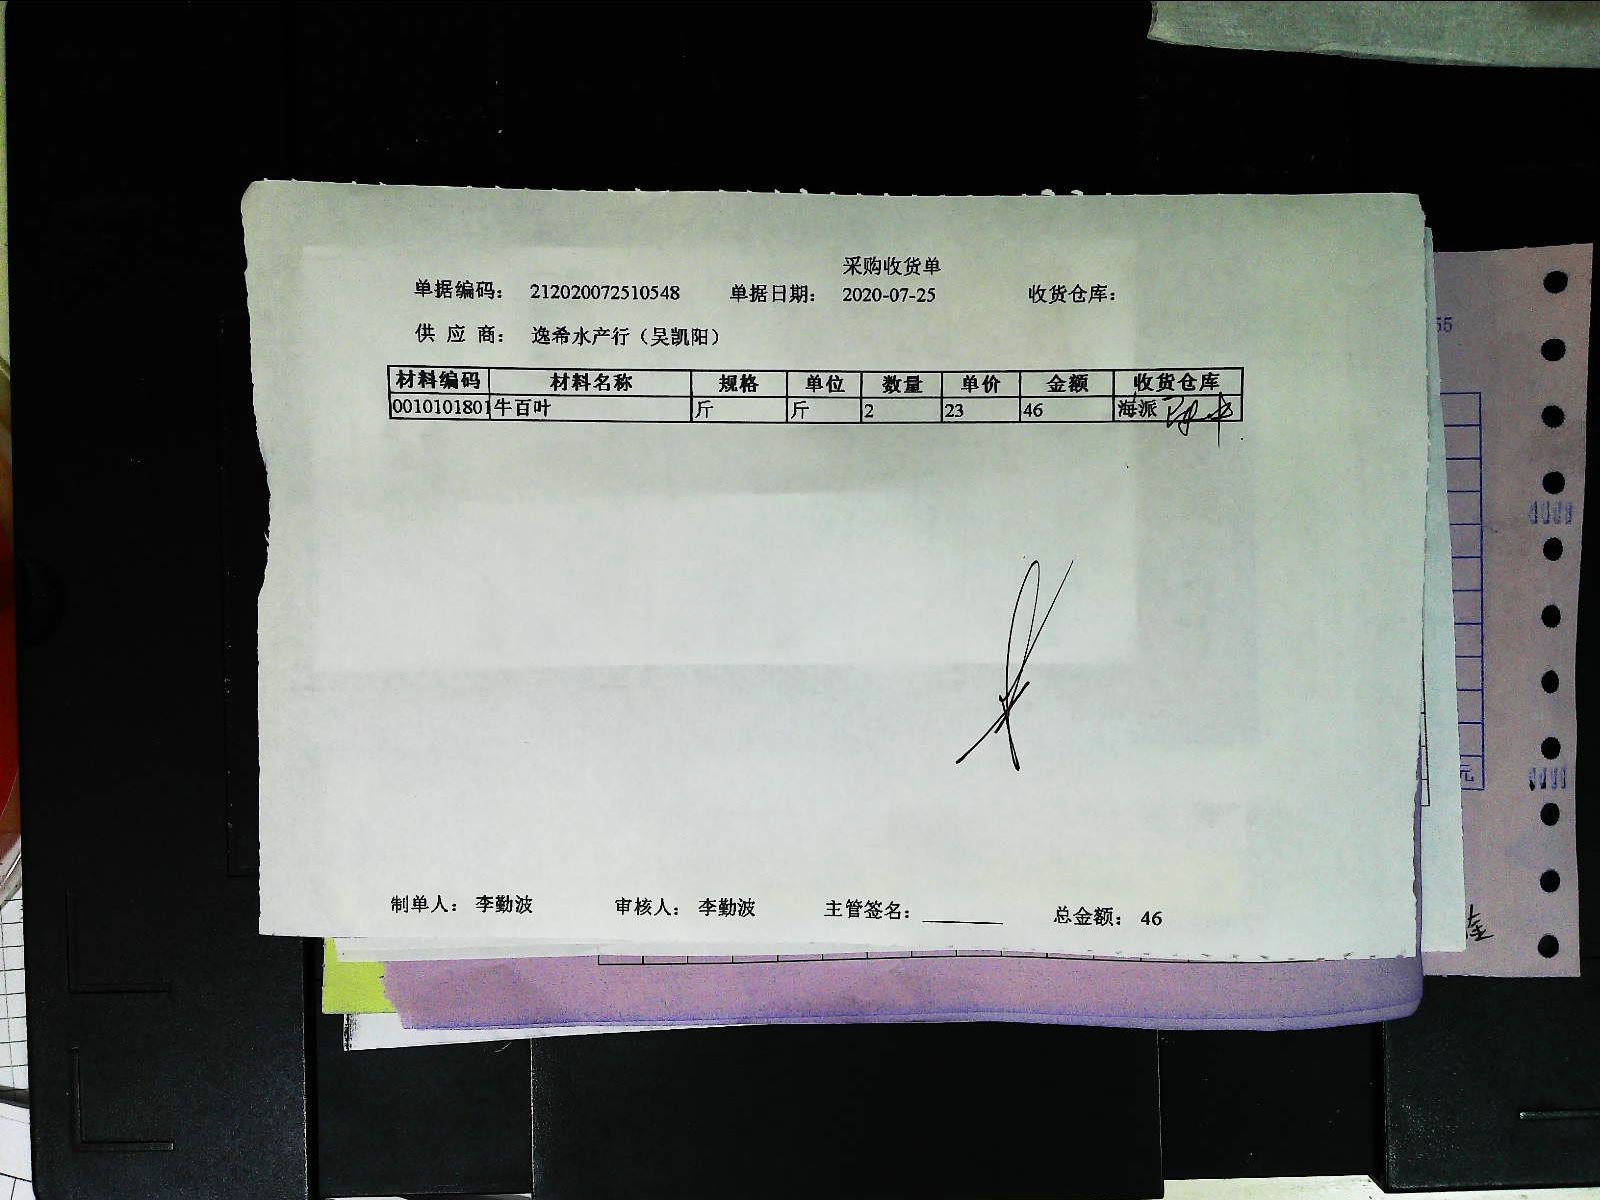 采购收货单
单据编码： 212020072510548 单据日期： 2020-07-25 收货仓库：
供 应 商： 逸希水产行（吴凯阳）
材料编码 材料名称 规格 单位 数量 单价 金额 收货仓库
0010101801 牛百叶 斤 斤 2 23 46 海派
制单人： 李勤波 审核人： 李勤波 主管签名： 总金额： 46
55
元